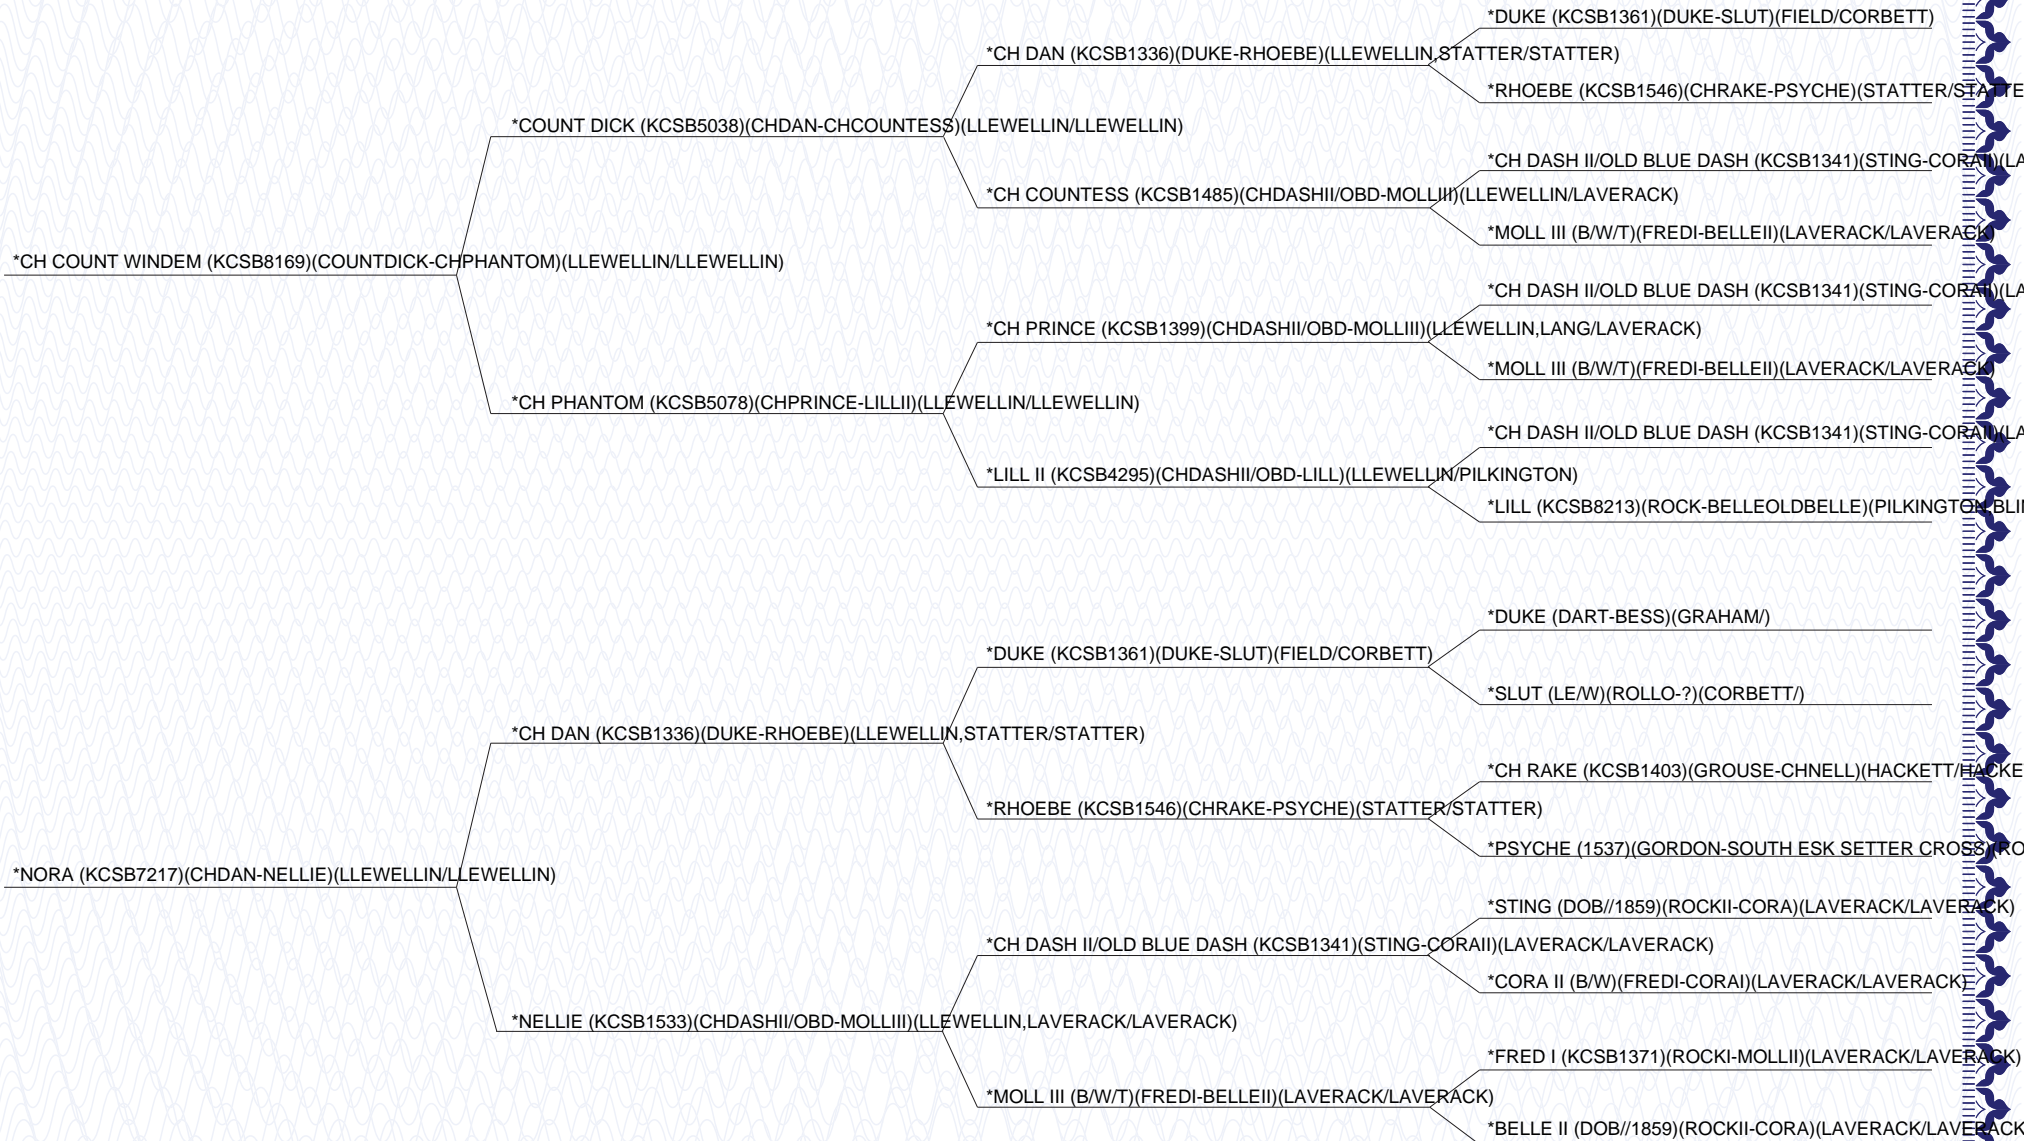 *DUKE (KCSB1361)(DUKE-SLUT)(FIELD/CORBETT)
*CH DAN (KCSB1336)(DUKE-RHOEBE)(LLEWELLIN,STATTER/STATTER)
*RHOEBE (KCSB1546)(CHRAKE-PSYCHE)(STATTER/STATTE
*COUNT DICK (KCSB5038)(CHDAN-CHCOUNTESS)(LLEWELLIN/LLEWELLIN)
*CH DASH II/OLD BLUE DASH (KCSB1341)(STING-CORAII)(LA
*CH COUNTESS (KCSB1485)(CHDASHII/OBD-MOLLIII)(LLEWELLIN/LAVERACK)
*MOLL III (B/W/T)(FREDI-BELLEII)(LAVERACK/LAVERACK)
*CH COUNT WINDEM (KCSB8169)(COUNTDICK-CHPHANTOM)(LLEWELLIN/LLEWELLIN)
*CH DASH II/OLD BLUE DASH (KCSB1341)(STING-CORAII)(LA
*CH PRINCE (KCSB1399)(CHDASHII/OBD-MOLLIII)(LLEWELLIN,LANG/LAVERACK)
*MOLL III (B/W/T)(FREDI-BELLEII)(LAVERACK/LAVERACK)
*CH PHANTOM (KCSB5078)(CHPRINCE-LILLII)(LLEWELLIN/LLEWELLIN)
*CH DASH II/OLD BLUE DASH (KCSB1341)(STING-CORAII)(LA
*LILL II (KCSB4295)(CHDASHII/OBD-LILL)(LLEWELLIN/PILKINGTON)
*LILL (KCSB8213)(ROCK-BELLEOLDBELLE)(PILKINGTON,BLI
*DUKE (DART-BESS)(GRAHAM/)
*DUKE (KCSB1361)(DUKE-SLUT)(FIELD/CORBETT)
*SLUT (LE/W)(ROLLO-?)(CORBETT/)
*CH DAN (KCSB1336)(DUKE-RHOEBE)(LLEWELLIN,STATTER/STATTER)
*CH RAKE (KCSB1403)(GROUSE-CHNELL)(HACKETT/HACKE
*RHOEBE (KCSB1546)(CHRAKE-PSYCHE)(STATTER/STATTER)
*PSYCHE (1537)(GORDON-SOUTH ESK SETTER CROSS)(RO
*NORA (KCSB7217)(CHDAN-NELLIE)(LLEWELLIN/LLEWELLIN)
*STING (DOB//1859)(ROCKII-CORA)(LAVERACK/LAVERACK)
*CH DASH II/OLD BLUE DASH (KCSB1341)(STING-CORAII)(LAVERACK/LAVERACK)
*CORA II (B/W)(FREDI-CORAI)(LAVERACK/LAVERACK)
*NELLIE (KCSB1533)(CHDASHII/OBD-MOLLIII)(LLEWELLIN,LAVERACK/LAVERACK)
*FRED I (KCSB1371)(ROCKI-MOLLII)(LAVERACK/LAVERACK)
*MOLL III (B/W/T)(FREDI-BELLEII)(LAVERACK/LAVERACK)
*BELLE II (DOB//1859)(ROCKII-CORA)(LAVERACK/LAVERACK